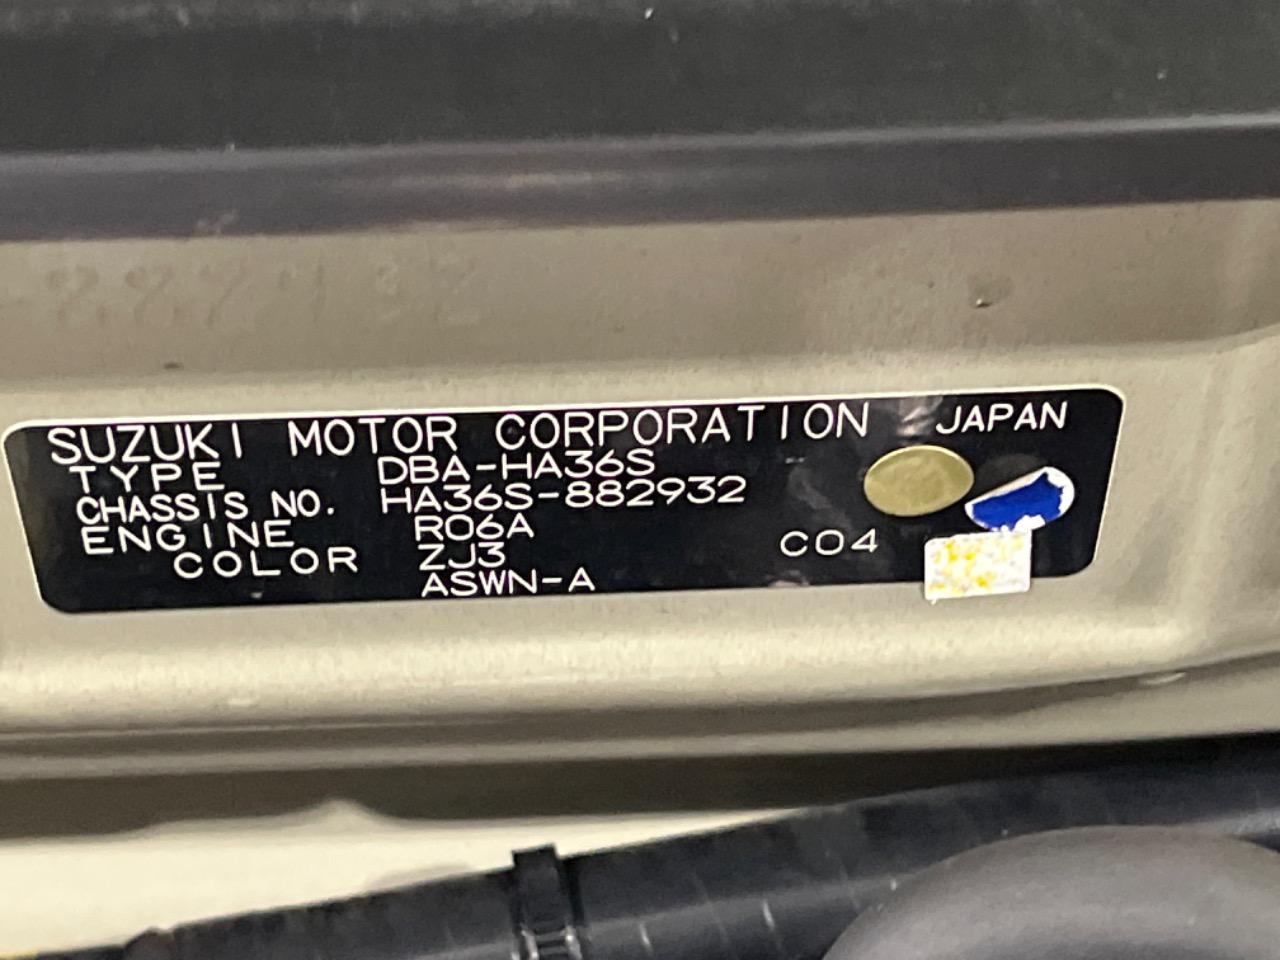 SUZUKI MOTOR CORPORATION JAPAN
TYPE DBA-HA36S
CHASSIS NO. HA36S-882932
ENGINE R06A
COLOR ZJ3 C04
ASWN-A